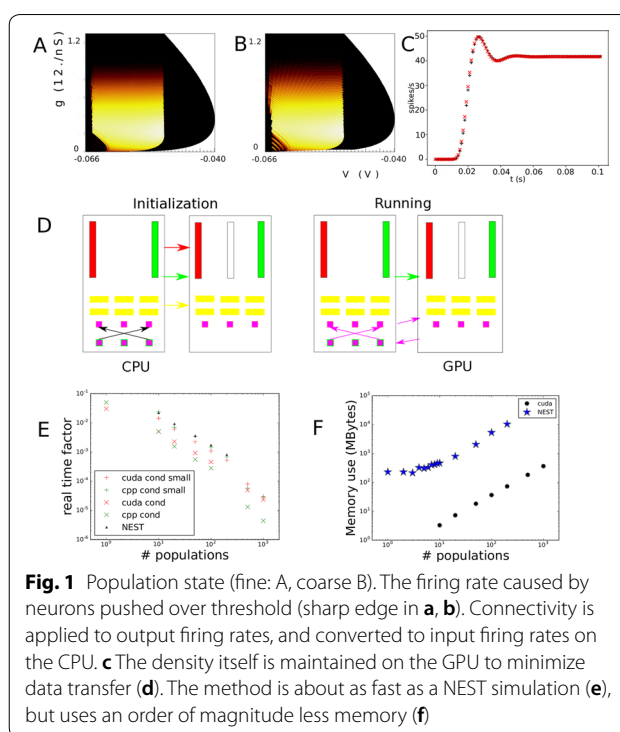 A
B
C
1.2
g (12./nS)
0
-0.066
-0.040
-0.066
-0.040
V (V)
50
40
30
20
10
0
spikes/s
0
0.02
0.04
0.06
0.08
0.1
t (s)
D
Initialization
Running
CPU
GPU
E
real time factor
10⁻¹
10⁻²
10⁻³
10⁻⁴
10⁻⁵
10⁻⁶
cuda cond small
cpp cond small
cuda cond
cpp cond
NEST
10⁰
10¹
10²
10³
# populations
F
Memory use (MBytes)
10⁵
10⁴
10³
10²
10¹
10⁰
cuda
NEST
10⁰
10¹
10²
10³
# populations
Fig. 1 Population state (fine: A, coarse B). The firing rate caused by
neurons pushed over threshold (sharp edge in a, b). Connectivity is
applied to output firing rates, and converted to input firing rates on
the CPU. c The density itself is maintained on the GPU to minimize
data transfer (d). The method is about as fast as a NEST simulation (e),
but uses an order of magnitude less memory (f)